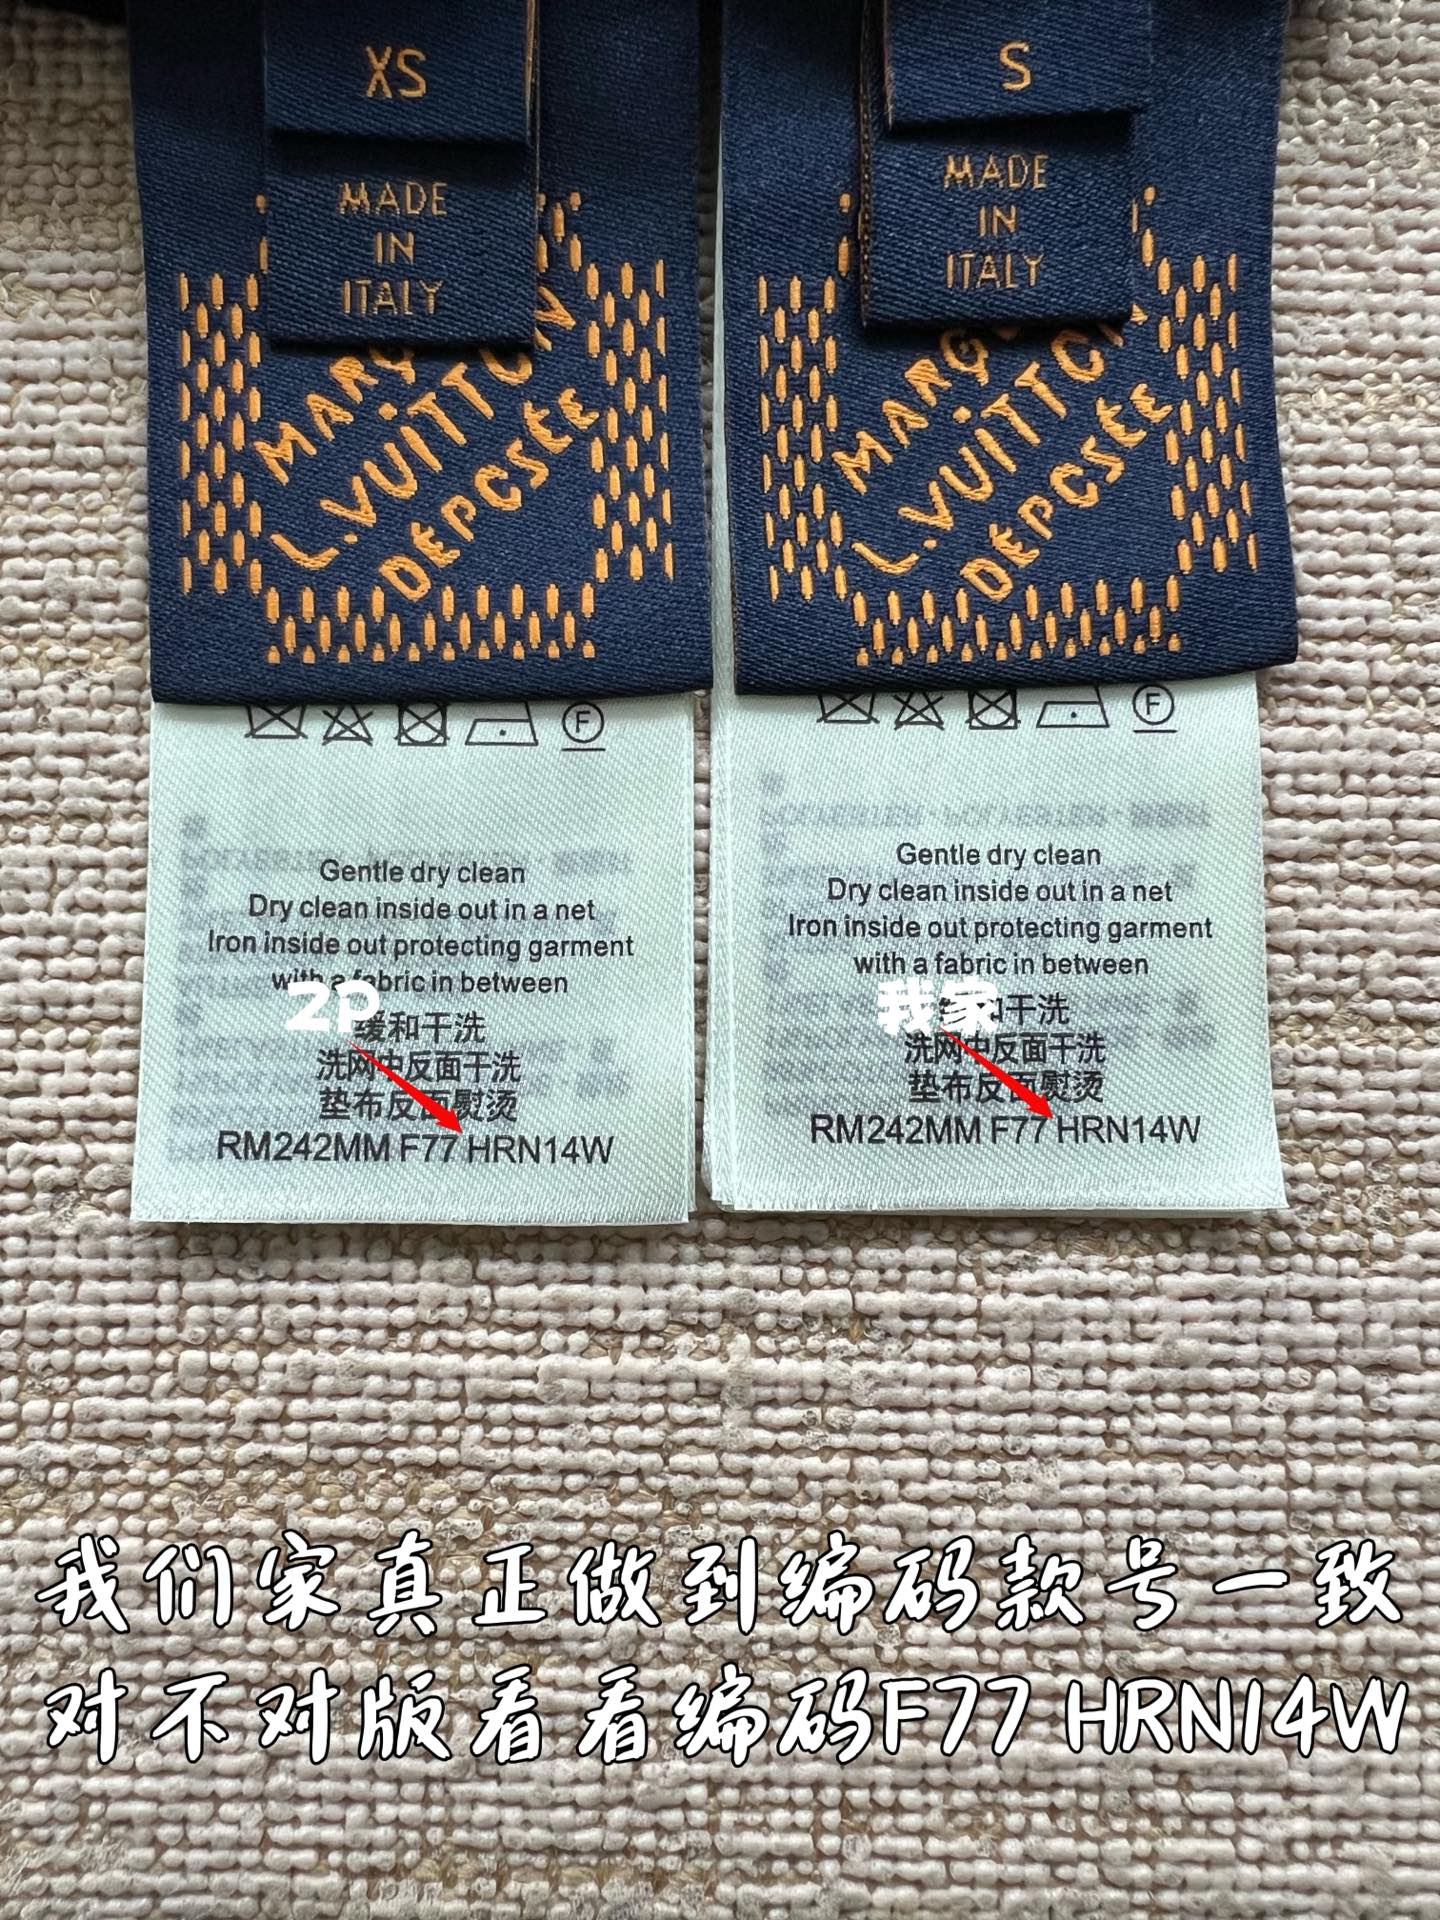 XS
MADE
IN
ITALY
L.VUITTON
DÉPOSÉ
F
Gentle dry clean
Dry clean inside out in a net
Iron inside out protecting garment
with a fabric in between
2P
缓和干洗
洗网中反面干洗
垫布反面熨烫
RM242MM F77 HRN14W
S
MADE
IN
ITALY
L.VUITTON
DÉPOSÉ
F
Gentle dry clean
Dry clean inside out in a net
Iron inside out protecting garment
with a fabric in between
我家
缓和干洗
洗网中反面干洗
垫布反面熨烫
RM242MM F77 HRN14W
我们家真正做到编码款号一致
对不对版看看编码F77 HRN14W